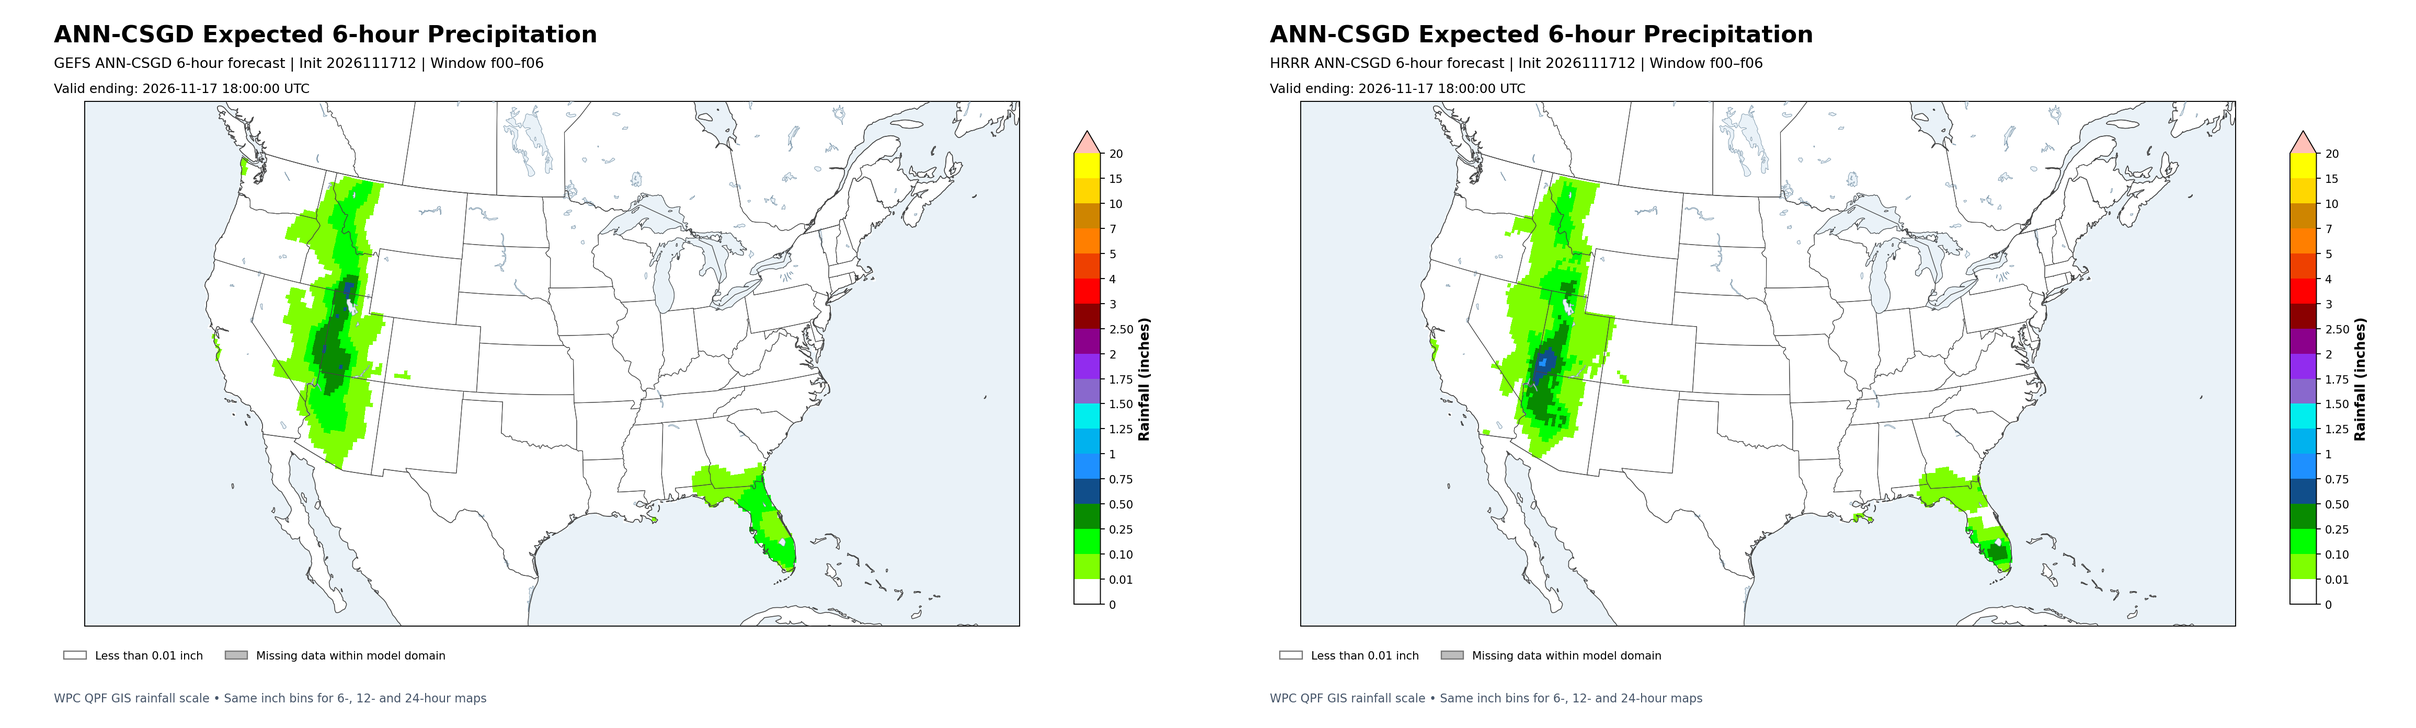 ANN-CSGD Expected 6-hour Precipitation
GEFS ANN-CSGD 6-hour forecast | Init 2026111712 | Window f00–f06
Valid ending: 2026-11-17 18:00:00 UTC
20
15
10
7
5
4
3
2.50
2
1.75
1.50
1.25
1
0.75
0.50
0.25
0.10
0.01
0
Rainfall (inches)
Less than 0.01 inch
Missing data within model domain
WPC QPF GIS rainfall scale • Same inch bins for 6-, 12- and 24-hour maps
ANN-CSGD Expected 6-hour Precipitation
HRRR ANN-CSGD 6-hour forecast | Init 2026111712 | Window f00–f06
Valid ending: 2026-11-17 18:00:00 UTC
20
15
10
7
5
4
3
2.50
2
1.75
1.50
1.25
1
0.75
0.50
0.25
0.10
0.01
0
Rainfall (inches)
Less than 0.01 inch
Missing data within model domain
WPC QPF GIS rainfall scale • Same inch bins for 6-, 12- and 24-hour maps